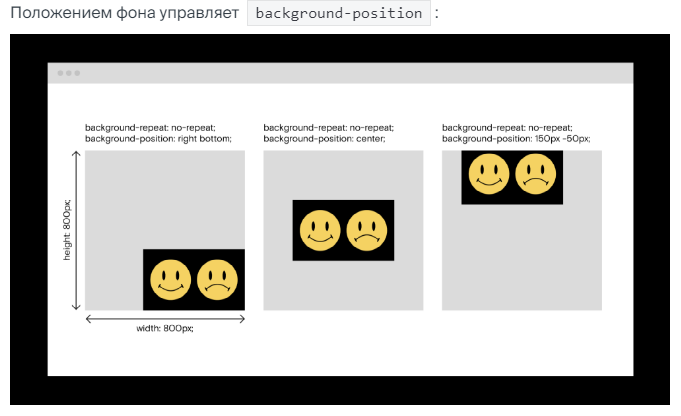 Положением фона управляет background-position :
background-repeat: no-repeat;
background-position: right bottom;
background-repeat: no-repeat;
background-position: center;
background-repeat: no-repeat;
background-position: 150px -50px;
height: 800px;
width: 800px;